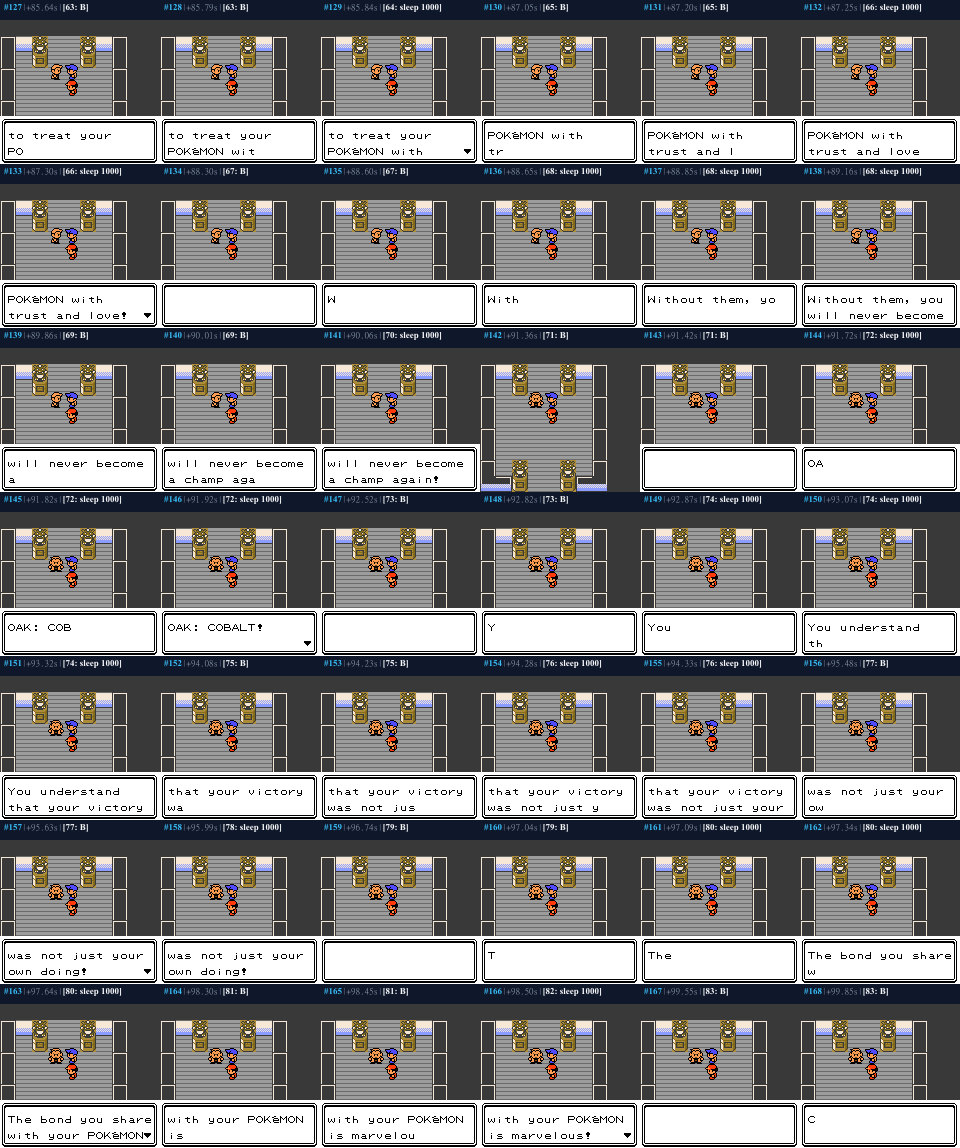 #127 |+85.64s| [63: B]
to treat your
PO
#128 |+85.79s| [63: B]
to treat your
POKéMON wit
#129 |+85.84s| [64: sleep 1000]
to treat your
POKéMON with ▼
#130 |+87.05s| [65: B]
POKéMON with
tr
#131 |+87.20s| [65: B]
POKéMON with
trust and l
#132 |+87.25s| [66: sleep 1000]
POKéMON with
trust and love
#133 |+87.30s| [66: sleep 1000]
POKéMON with
trust and love! ▼
#134 |+88.30s| [67: B]
#135 |+88.60s| [67: B]
W
#136 |+88.65s| [68: sleep 1000]
With
#137 |+88.85s| [68: sleep 1000]
Without them, yo
#138 |+89.16s| [68: sleep 1000]
Without them, you
will never become
#139 |+89.86s| [69: B]
will never become
a
#140 |+90.01s| [69: B]
will never become
a champ aga
#141 |+90.06s| [70: sleep 1000]
will never become
a champ again!
#142 |+91.36s| [71: B]
#143 |+91.42s| [71: B]
#144 |+91.72s| [72: sleep 1000]
OA
#145 |+91.82s| [72: sleep 1000]
OAK: COB
#146 |+91.92s| [72: sleep 1000]
OAK: COBALT!
▼
#147 |+92.52s| [73: B]
#148 |+92.82s| [73: B]
Y
#149 |+92.87s| [74: sleep 1000]
You
#150 |+93.07s| [74: sleep 1000]
You understand
th
#151 |+93.32s| [74: sleep 1000]
You understand
that your victory
#152 |+94.08s| [75: B]
that your victory
wa
#153 |+94.23s| [75: B]
that your victory
was not jus
#154 |+94.28s| [76: sleep 1000]
that your victory
was not just y
#155 |+94.33s| [76: sleep 1000]
that your victory
was not just your
#156 |+95.48s| [77: B]
was not just your
ow
#157 |+95.63s| [77: B]
was not just your
own doing! ▼
#158 |+95.99s| [78: sleep 1000]
was not just your
own doing!
#159 |+96.74s| [79: B]
#160 |+97.04s| [79: B]
T
#161 |+97.09s| [80: sleep 1000]
The
#162 |+97.34s| [80: sleep 1000]
The bond you share
w
#163 |+97.64s| [80: sleep 1000]
The bond you share
with your POKéMON▼
#164 |+98.30s| [81: B]
with your POKéMON
is
#165 |+98.45s| [81: B]
with your POKéMON
is marvelou
#166 |+98.50s| [82: sleep 1000]
with your POKéMON
is marvelous! ▼
#167 |+99.55s| [83: B]
#168 |+99.85s| [83: B]
C